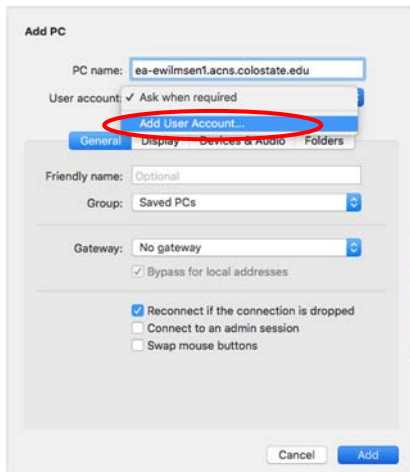 Add PC
PC name: ea-ewilmsen1.acns.colostate.edu
User account: ✓ Ask when required
Add User Account...
General Display Devices & Audio Folders
Friendly name: Optional
Group: Saved PCs
Gateway: No gateway
Bypass for local addresses
Reconnect if the connection is dropped
Connect to an admin session
Swap mouse buttons
Cancel Add